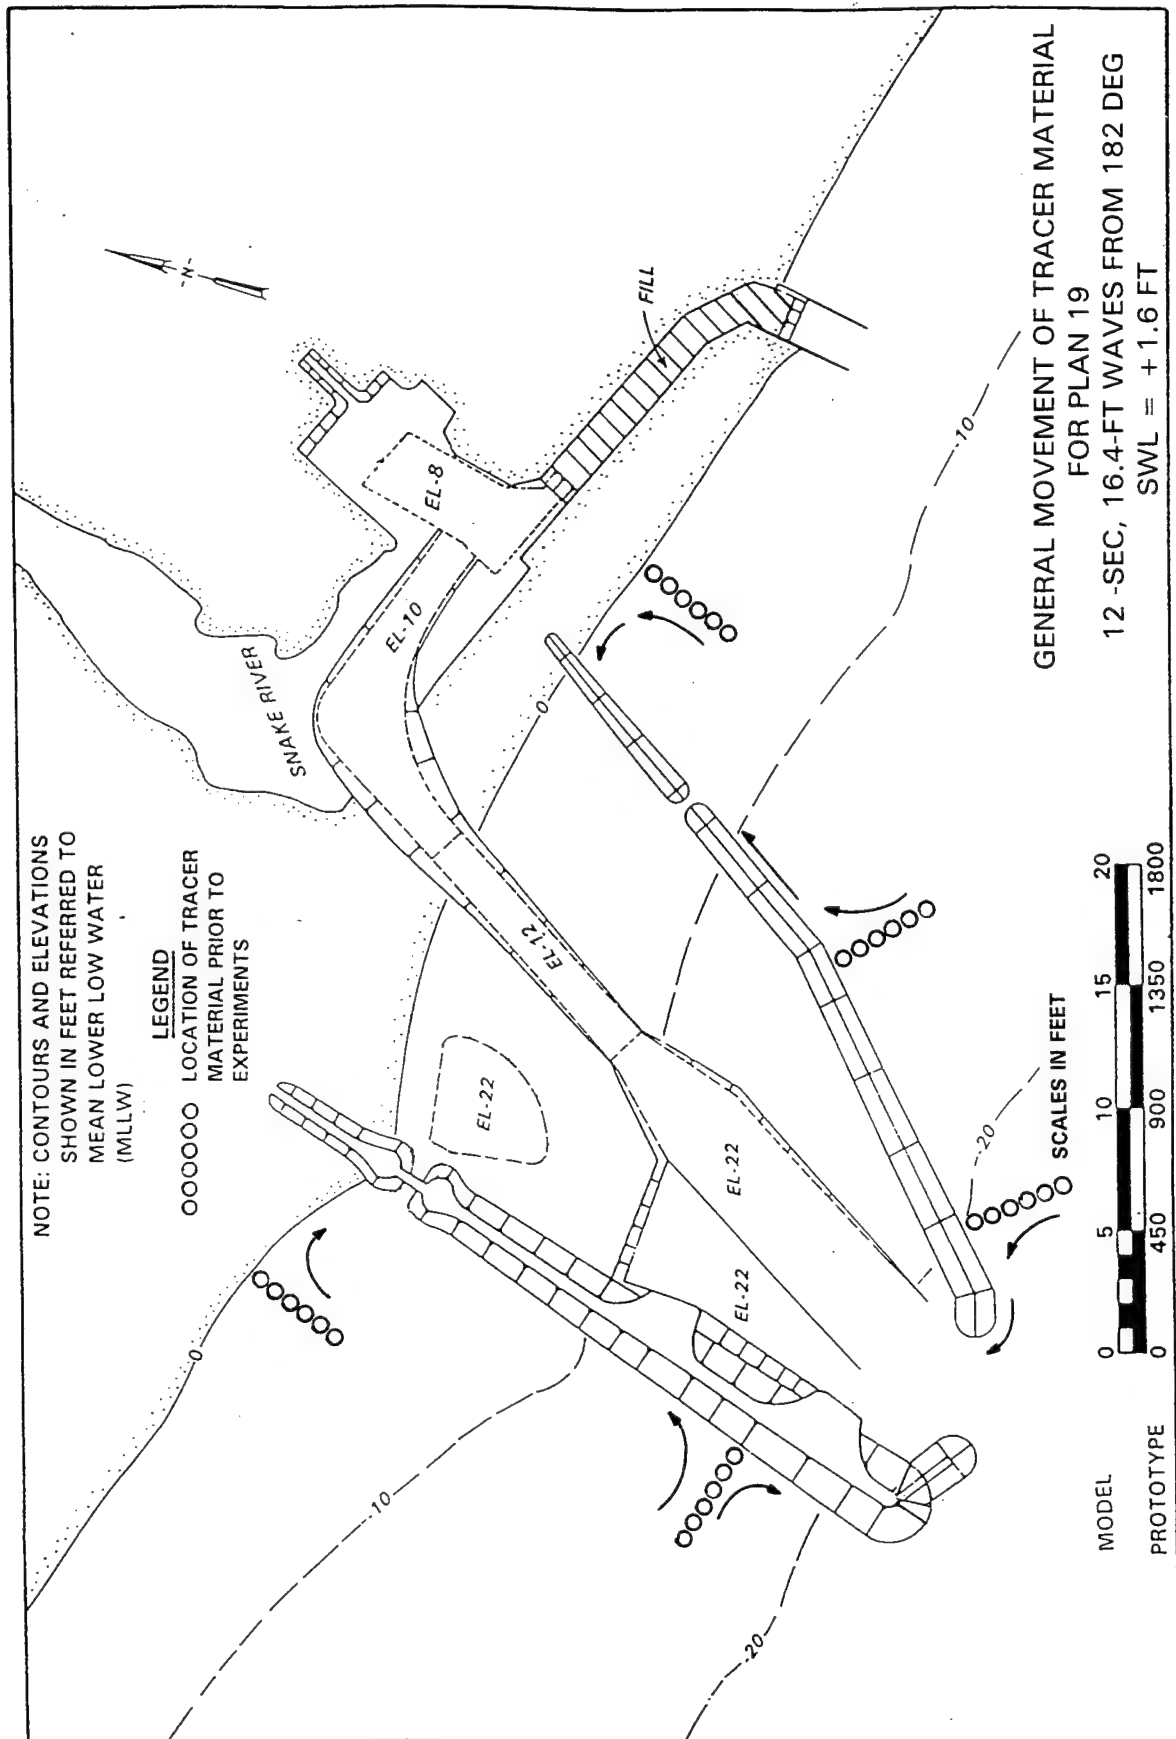 NOTE: CONTOURS AND ELEVATIONS
SHOWN IN FEET REFERRED TO
MEAN LOWER LOW WATER
(MLLW)
LEGEND
OOOOOO LOCATION OF TRACER
MATERIAL PRIOR TO
EXPERIMENTS
SNAKE RIVER
-N-
FILL
EL-8
EL-10
EL-12
EL-22
EL-22
EL-22
0
0
-10
-10
-20
-20
SCALES IN FEET
MODEL
0 5 10 15 20
PROTOTYPE
0 450 900 1350 1800
GENERAL MOVEMENT OF TRACER MATERIAL
FOR PLAN 19
12 -SEC, 16.4-FT WAVES FROM 182 DEG
SWL = +1.6 FT